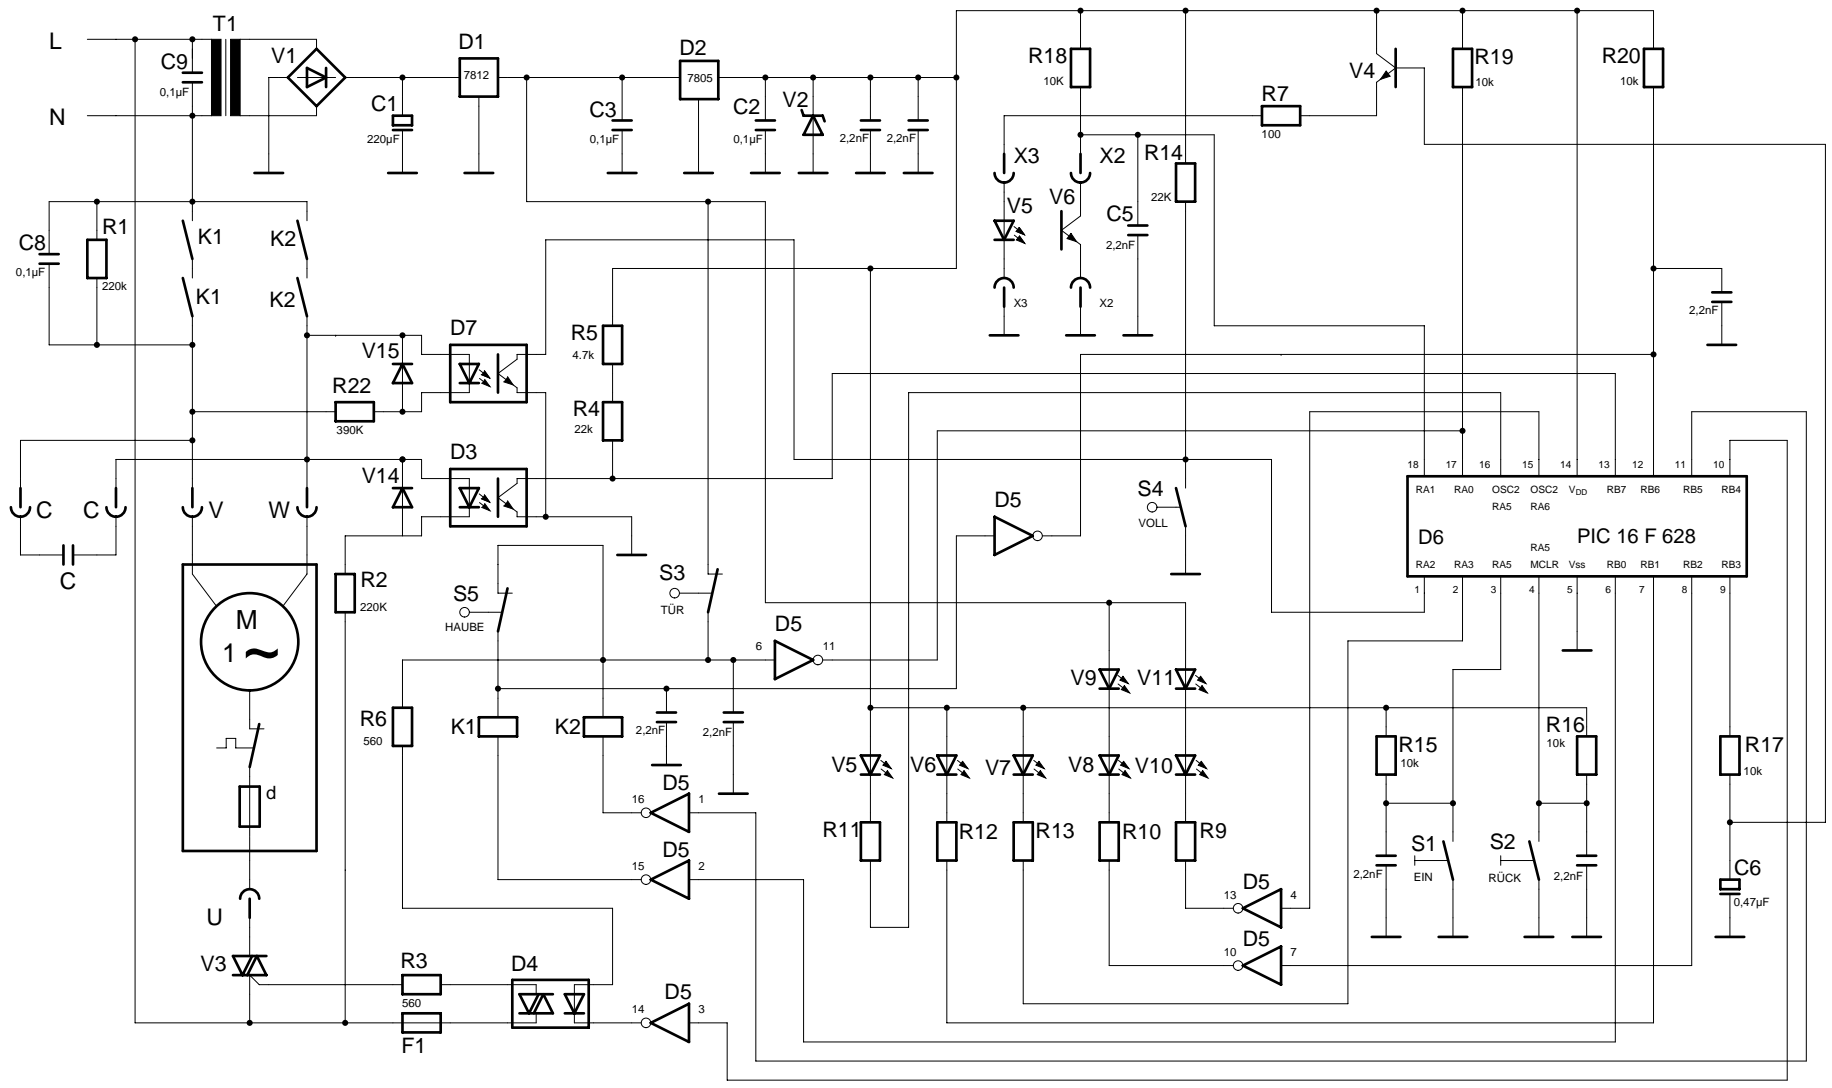 L
N
T1
C9
0,1µF
V1
C1
220µF
D1
7812
C3
0,1µF
D2
7805
C2
0,1µF
V2
2,2nF
2,2nF
R18
10K
V4
R19
10k
R20
10k
R7
100
X3
X2
R14
22K
V5
V6
C5
2,2nF
X3
X2
2,2nF
C8
0,1µF
R1
220k
K1
K2
K1
K2
D7
V15
R22
390K
R5
4.7k
R4
22k
D3
V14
C
C
V
W
C
R2
220K
M
1 ~
d
U
V3
R3
560
F1
D4
D5
14
3
S5
HAUBE
S3
TÜR
D5
6
11
D5
S4
VOLL
R6
560
K1
K2
2,2nF
2,2nF
D5
16
1
D5
15
2
18
17
16
15
14
13
12
11
10
RA1
RA0
OSC2
RA5
OSC2
RA6
VDD
RB7
RB6
RB5
RB4
D6
PIC 16 F 628
RA5
RA2
RA3
RA5
MCLR
Vss
RB0
RB1
RB2
RB3
1
2
3
4
5
6
7
8
9
V9
V11
V5
V6
V7
V8
V10
R11
R12
R13
R10
R9
D5
13
4
D5
10
7
R15
10k
R16
10k
R17
10k
2,2nF
S1
EIN
S2
RÜCK
2,2nF
C6
0,47µF